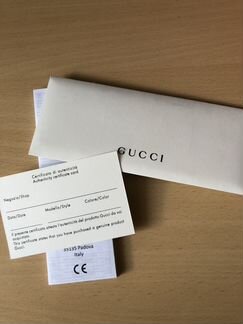 GUCCI
Certificato di autenticità
Authenticity certificate card
Negozio/Shop
Data/Date Modello/Style Colore/Color
Il presente certificato attesta l'autenticità del prodotto Gucci da voi
acquistato.
This certificate states that you have purchased a genuine product
Gucci.
35135 Padova
Italy
CE